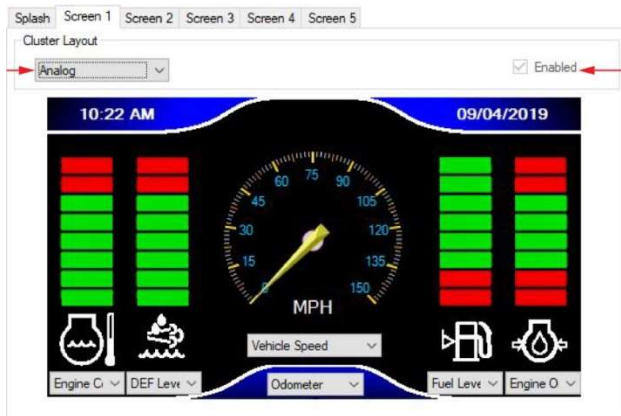 Splash Screen 1 Screen 2 Screen 3 Screen 4 Screen 5
Cluster Layout
Analog
Enabled
10:22 AM
09/04/2019
75
60 90
45 105
30 120
15 135
0 150
MPH
Vehicle Speed
Engine C DEF Leve Odometer Fuel Leve Engine O